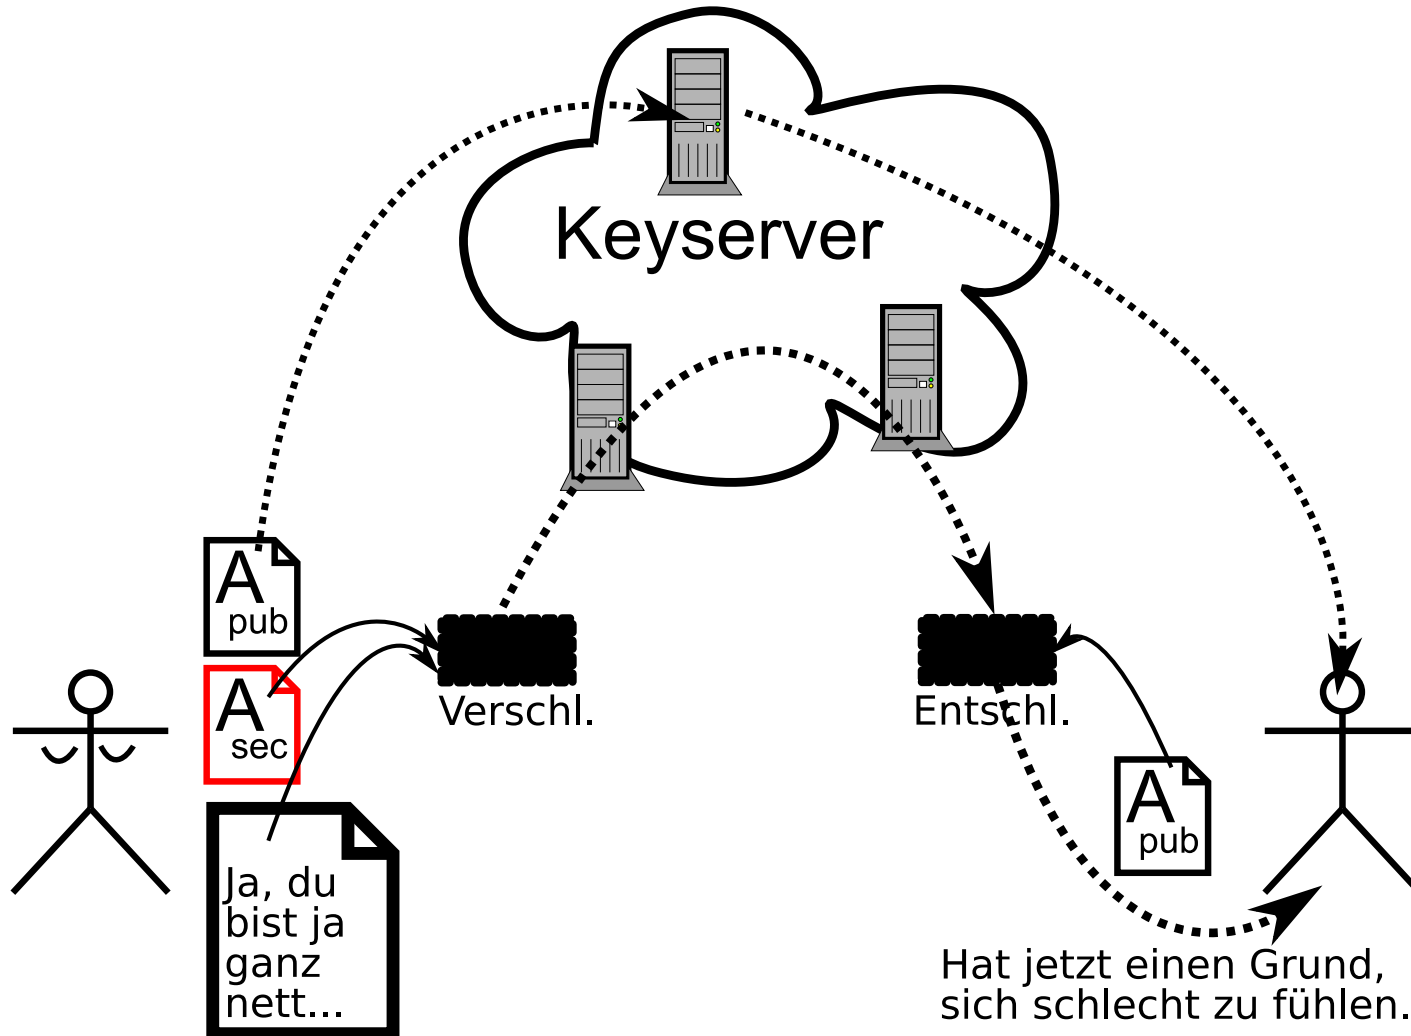 Keyserver
A
pub
A
sec
Verschl.
Entschl.
A
pub
Ja, du
bist ja
ganz
nett...
Hat jetzt einen Grund,
sich schlecht zu fühlen.